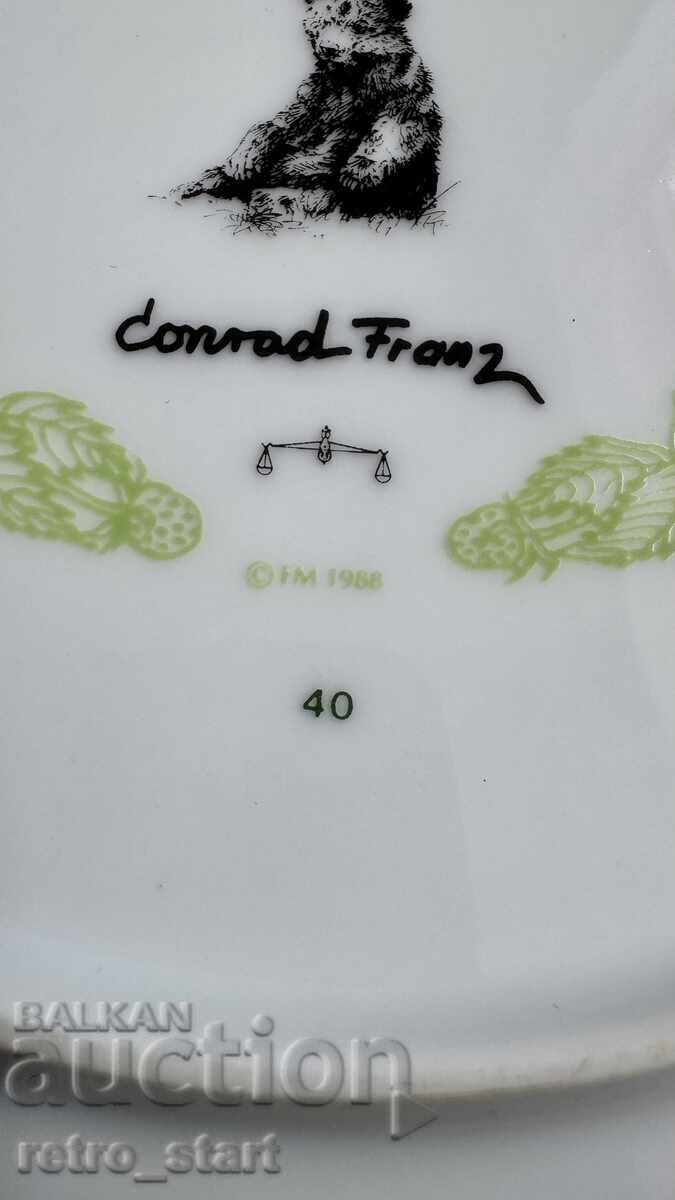 Conrad Franz
© FM 1988
40
BALKAN
auction
retro_start